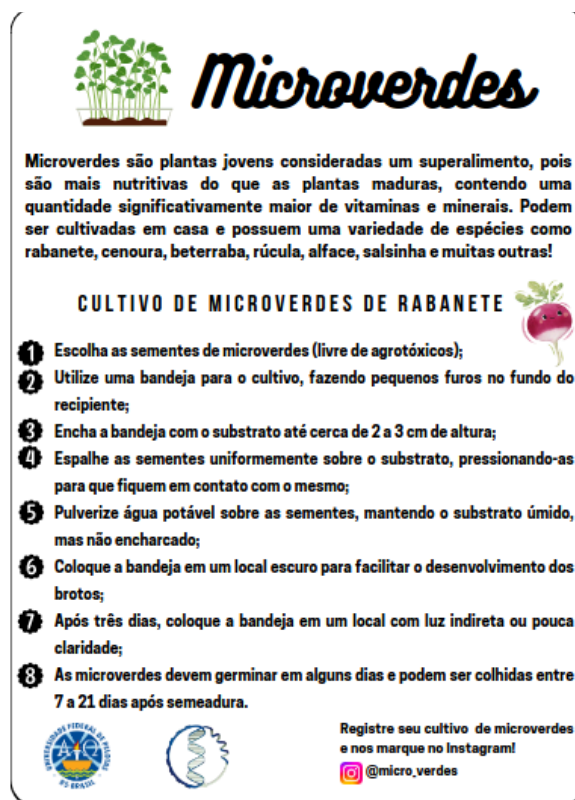 Microverdes
Microverdes são plantas jovens consideradas um superalimento, pois
são mais nutritivas do que as plantas maduras, contendo uma
quantidade significativamente maior de vitaminas e minerais. Podem
ser cultivadas em casa e possuem uma variedade de espécies como
rabanete, cenoura, beterraba, rúcula, alface, salsinha e muitas outras!
CULTIVO DE MICROVERDES DE RABANETE
1 Escolha as sementes de microverdes (livre de agrotóxicos);
2 Utilize uma bandeja para o cultivo, fazendo pequenos furos no fundo do
recipiente;
3 Encha a bandeja com o substrato até cerca de 2 a 3 cm de altura;
4 Espalhe as sementes uniformemente sobre o substrato, pressionando-as
para que fiquem em contato com o mesmo;
5 Pulverize água potável sobre as sementes, mantendo o substrato úmido,
mas não encharcado;
6 Coloque a bandeja em um local escuro para facilitar o desenvolvimento dos
brotos;
7 Após três dias, coloque a bandeja em um local com luz indireta ou pouca
claridade;
8 As microverdes devem germinar em alguns dias e podem ser colhidas entre
7 a 21 dias após semeadura.
UNIVERSIDADE FEDERAL DE PELOTAS
RS BRASIL
Registre seu cultivo de microverdes
e nos marque no Instagram!
@micro_verdes